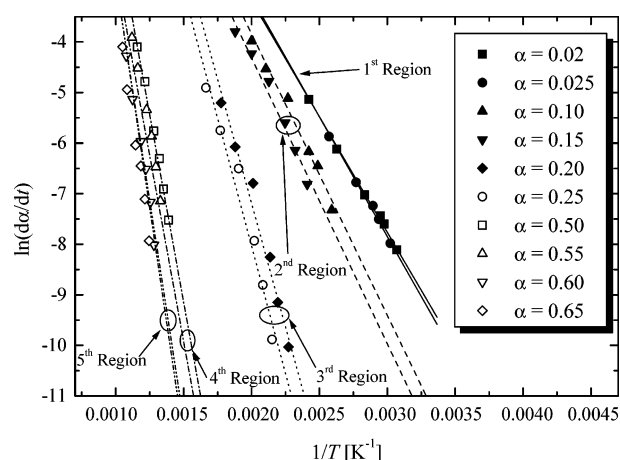 -4
-5
-6
-7
-8
-9
-10
-11
ln(dα/dt)
1st Region
2nd Region
3rd Region
4th Region
5th Region
α = 0.02
α = 0.025
α = 0.10
α = 0.15
α = 0.20
α = 0.25
α = 0.50
α = 0.55
α = 0.60
α = 0.65
0.0010 0.0015 0.0020 0.0025 0.0030 0.0035 0.0040 0.0045
1/T [K-1]